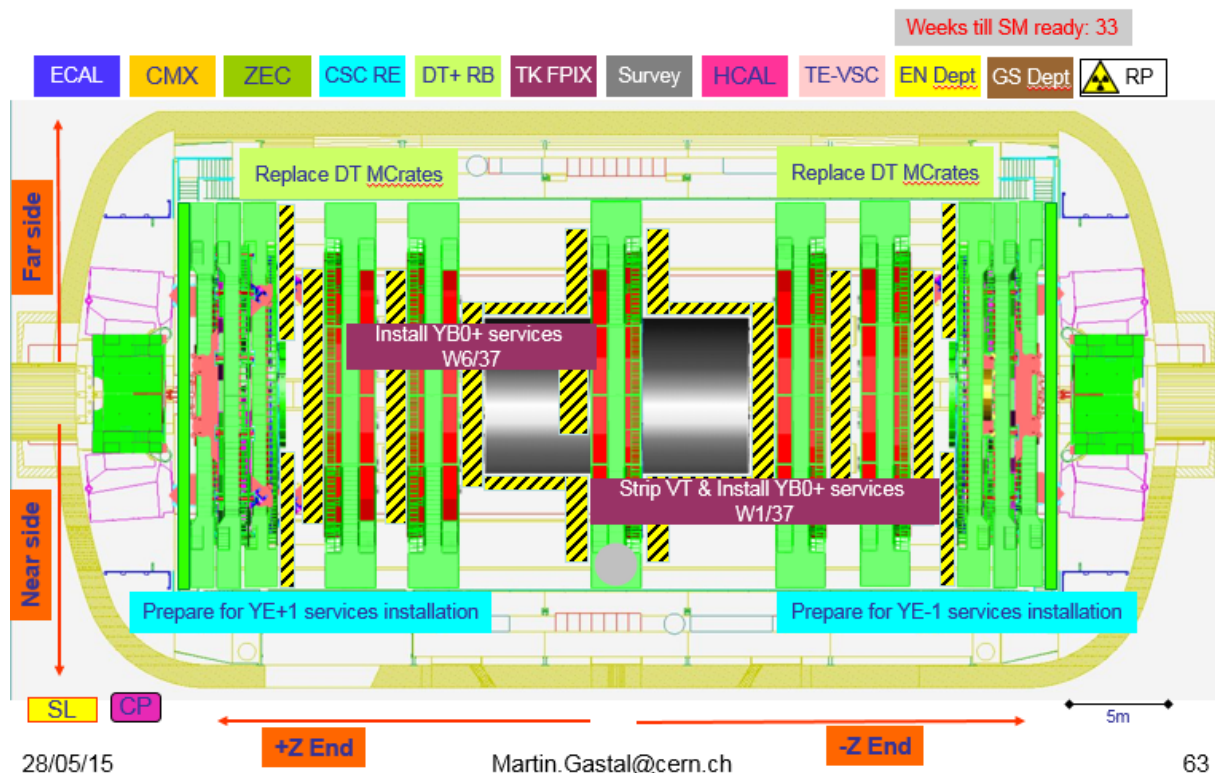 Weeks till SM ready: 33
ECAL
CMX
ZEC
CSC RE
DT+ RB
TK FPIX
Survey
HCAL
TE-VSC
EN Dept
GS Dept
RP
Replace DT MCrates
Replace DT MCrates
Far side
Install YB0+ services
W6/37
Strip VT & Install YB0+ services
W1/37
Near side
Prepare for YE+1 services installation
Prepare for YE-1 services installation
SL
CP
5m
+Z End
-Z End
28/05/15
Martin.Gastal@cern.ch
63